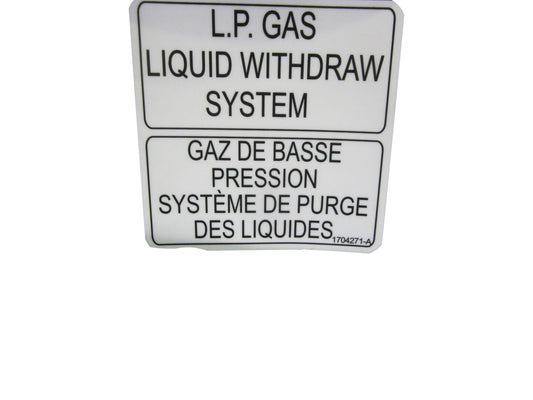 L.P. GAS
LIQUID WITHDRAW
SYSTEM
GAZ DE BASSE
PRESSION
SYSTÈME DE PURGE
DES LIQUIDES
1704271-A